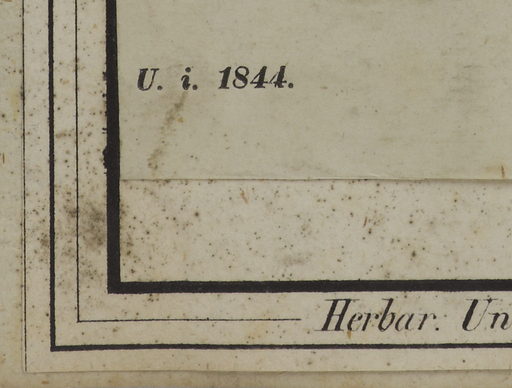 U. i. 1844.
Herbar. Un